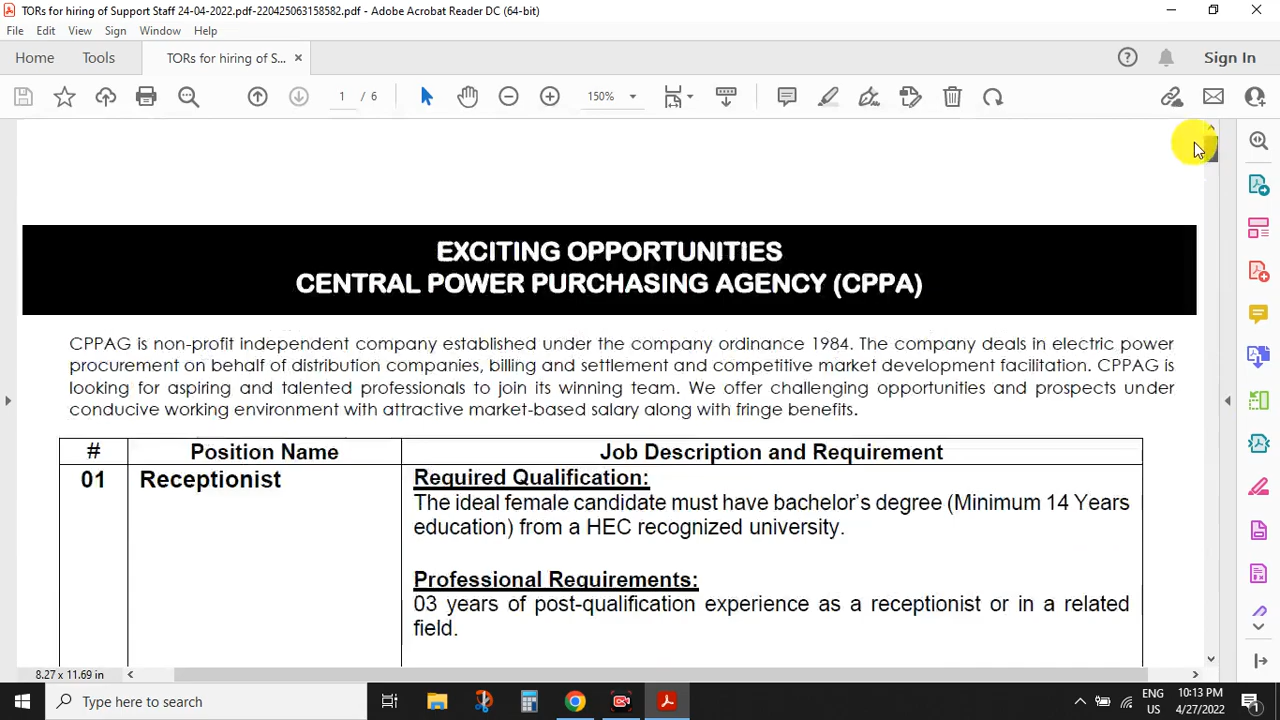 TORs for hiring of Support Staff 24-04-2022.pdf-220425063158582.pdf - Adobe Acrobat Reader DC (64-bit)
File Edit View Sign Window Help
Home Tools TORs for hiring of S... Sign In
1 / 6 150%
EXCITING OPPORTUNITIES
CENTRAL POWER PURCHASING AGENCY (CPPA)
CPPAG is non-profit independent company established under the company ordinance 1984. The company deals in electric power
procurement on behalf of distribution companies, billing and settlement and competitive market development facilitation. CPPAG is
looking for aspiring and talented professionals to join its winning team. We offer challenging opportunities and prospects under
conducive working environment with attractive market-based salary along with fringe benefits.
# Position Name Job Description and Requirement
01 Receptionist Required Qualification:
The ideal female candidate must have bachelor's degree (Minimum 14 Years
education) from a HEC recognized university.
Professional Requirements:
03 years of post-qualification experience as a receptionist or in a related
field.
8.27 x 11.69 in
Type here to search
ENG
US
10:13 PM
4/27/2022
1